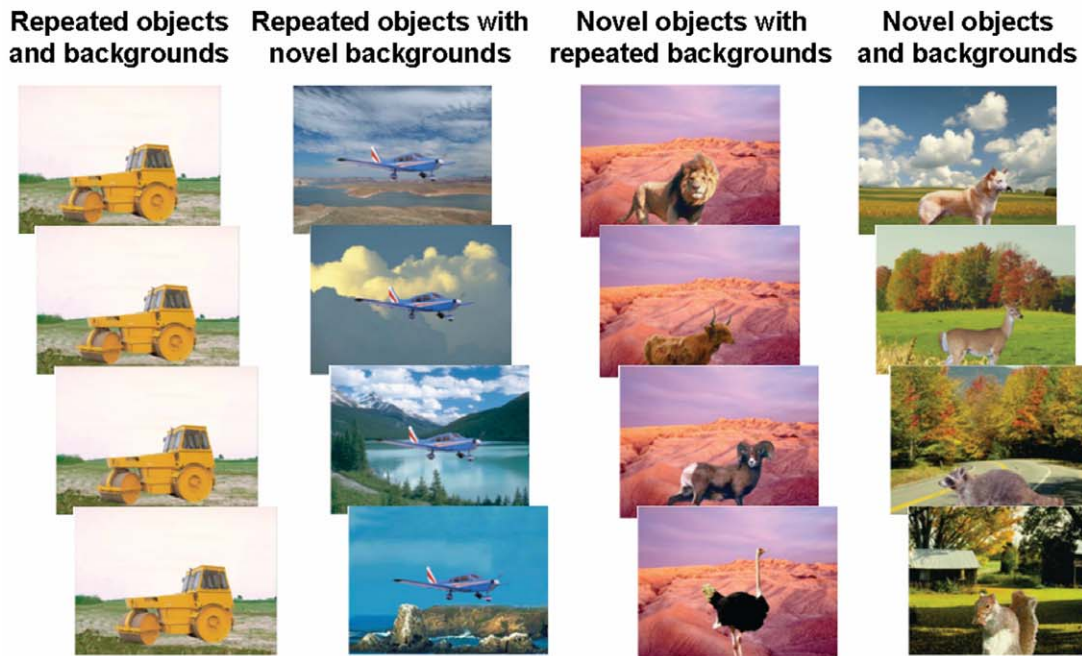 Repeated objects
and backgrounds
Repeated objects with
novel backgrounds
Novel objects with
repeated backgrounds
Novel objects
and backgrounds